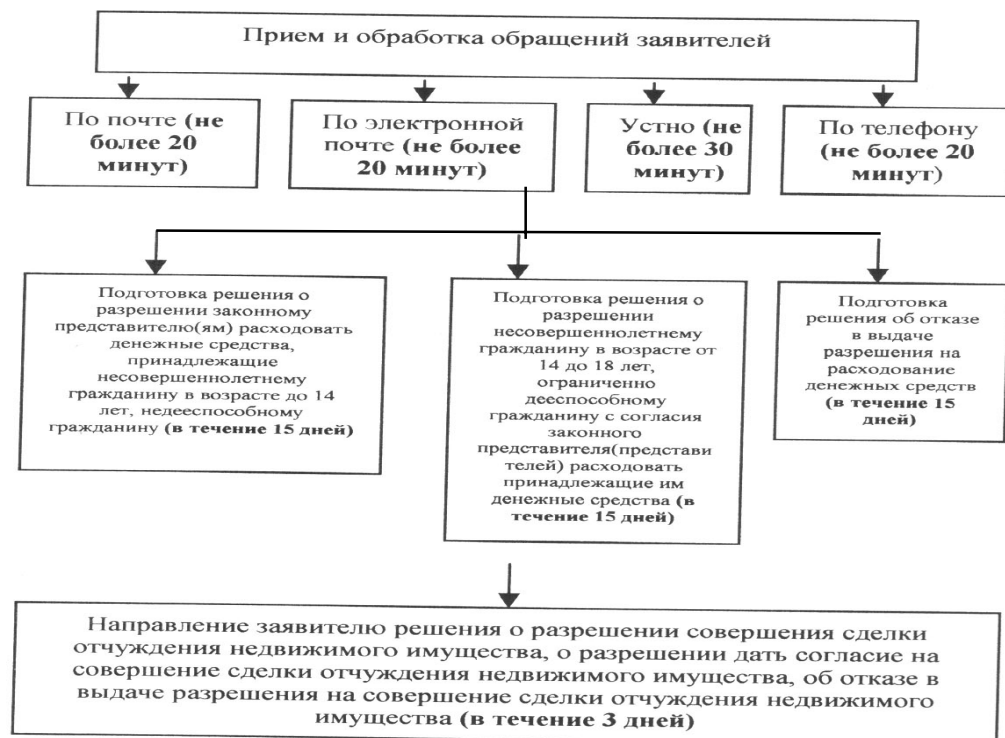 Прием и обработка обращений заявителей
По почте (не
более 20
минут)
По электронной
почте (не более
20 минут)
Устно (не
более 30
минут)
По телефону
(не более 20
минут)
Подготовка решения о
разрешении законному
представителю(ям) расходовать
денежные средства,
принадлежащие
несовершеннолетнему
гражданину в возрасте до 14
лет, недееспособному
гражданину (в течение 15 дней)
Подготовка решения о
разрешении
несовершеннолетнему
гражданину в возрасте от
14 до 18 лет,
ограниченно
дееспособному
гражданину с согласия
законного
представителя(представи
телей) расходовать
принадлежащие им
денежные средства (в
течение 15 дней)
Подготовка
решения об отказе
в выдаче
разрешения на
расходование
денежных средств
(в течение 15
дней)
Направление заявителю решения о разрешении совершения сделки
отчуждения недвижимого имущества, о разрешении дать согласие на
совершение сделки отчуждения недвижимого имущества, об отказе в
выдаче разрешения на совершение сделки отчуждения недвижимого
имущества (в течение 3 дней)